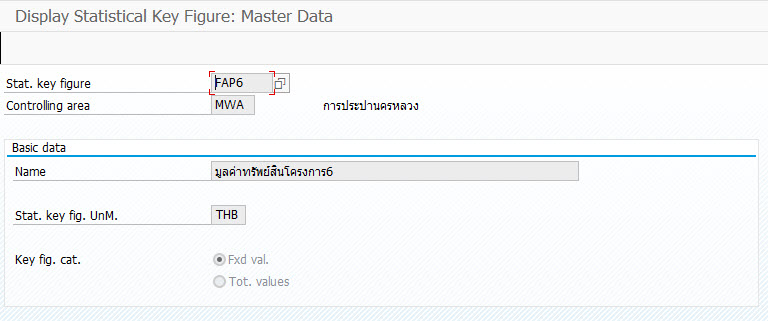 Display Statistical Key Figure: Master Data
Stat. key figure FAP6
Controlling area MWA การประปานครหลวง
Basic data
Name มูลค่าทรัพย์สินโครงการ6
Stat. key fig. UnM. THB
Key fig. cat. Fxd val.
Tot. values